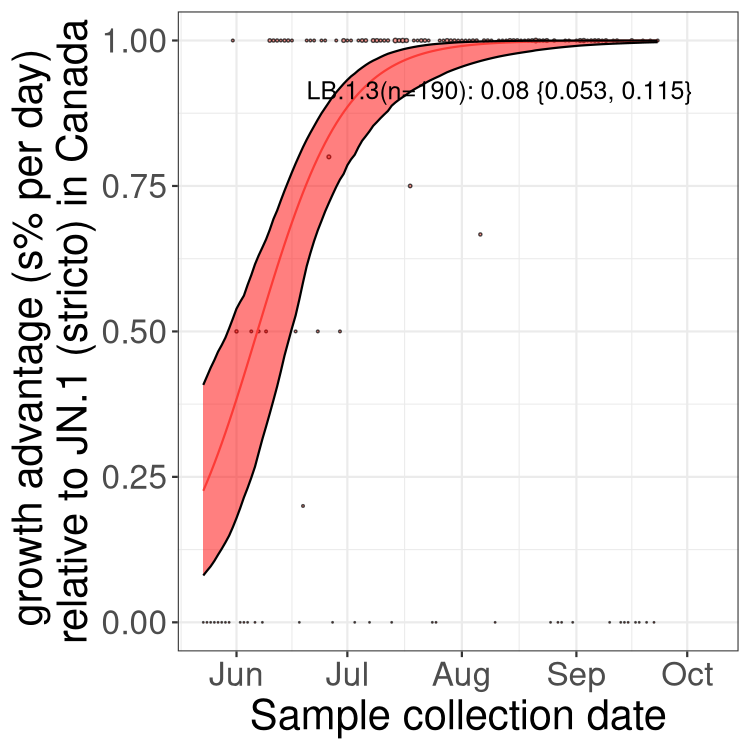 growth advantage (s% per day)
relative to JN.1 (stricto) in Canada
1.00
0.75
0.50
0.25
0.00
LB.1.3(n=190): 0.08 {0.053, 0.115}
Jun Jul Aug Sep Oct
Sample collection date